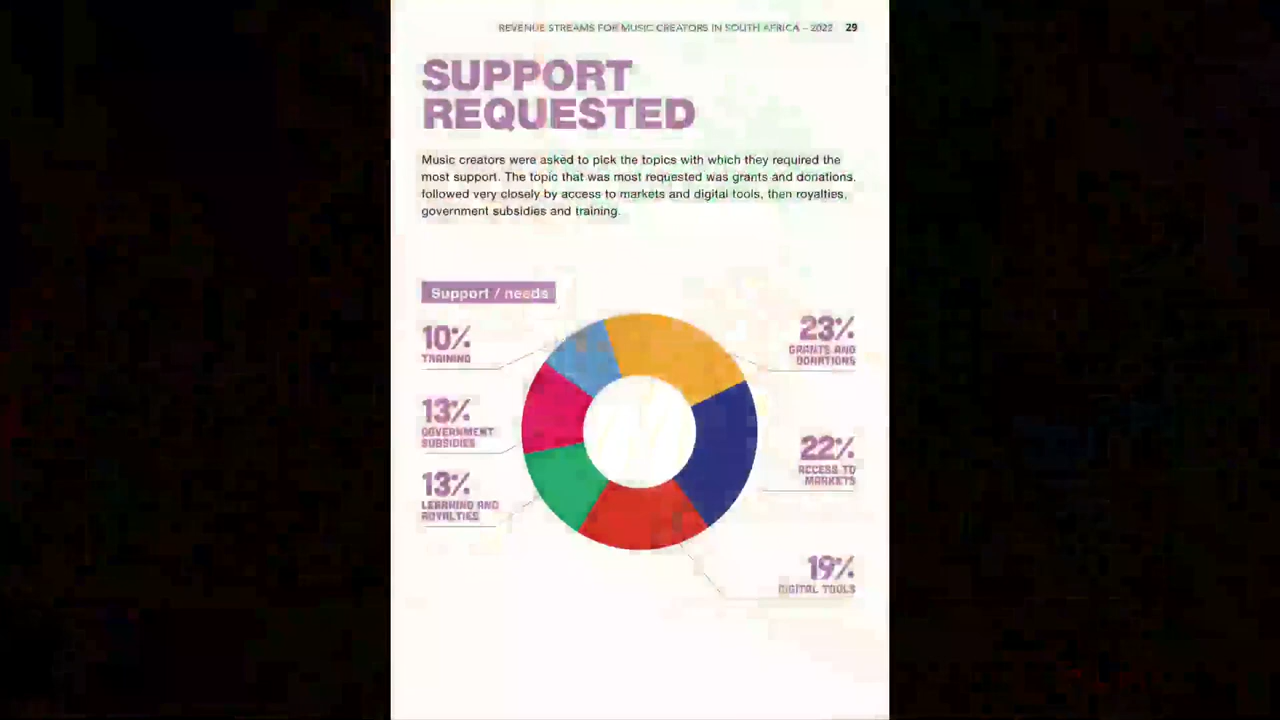 REVENUE STREAMS FOR MUSIC CREATORS IN SOUTH AFRICA – 2022 29
SUPPORT
REQUESTED
Music creators were asked to pick the topics with which they required the
most support. The topic that was most requested was grants and donations,
followed very closely by access to markets and digital tools, then royalties,
government subsidies and training.
Support / needs
10%
TRAINING
13%
GOVERNMENT
SUBSIDIES
13%
LEARNING AND
ROYALTIES
23%
GRANTS AND
DONATIONS
22%
ACCESS TO
MARKETS
19%
DIGITAL TOOLS